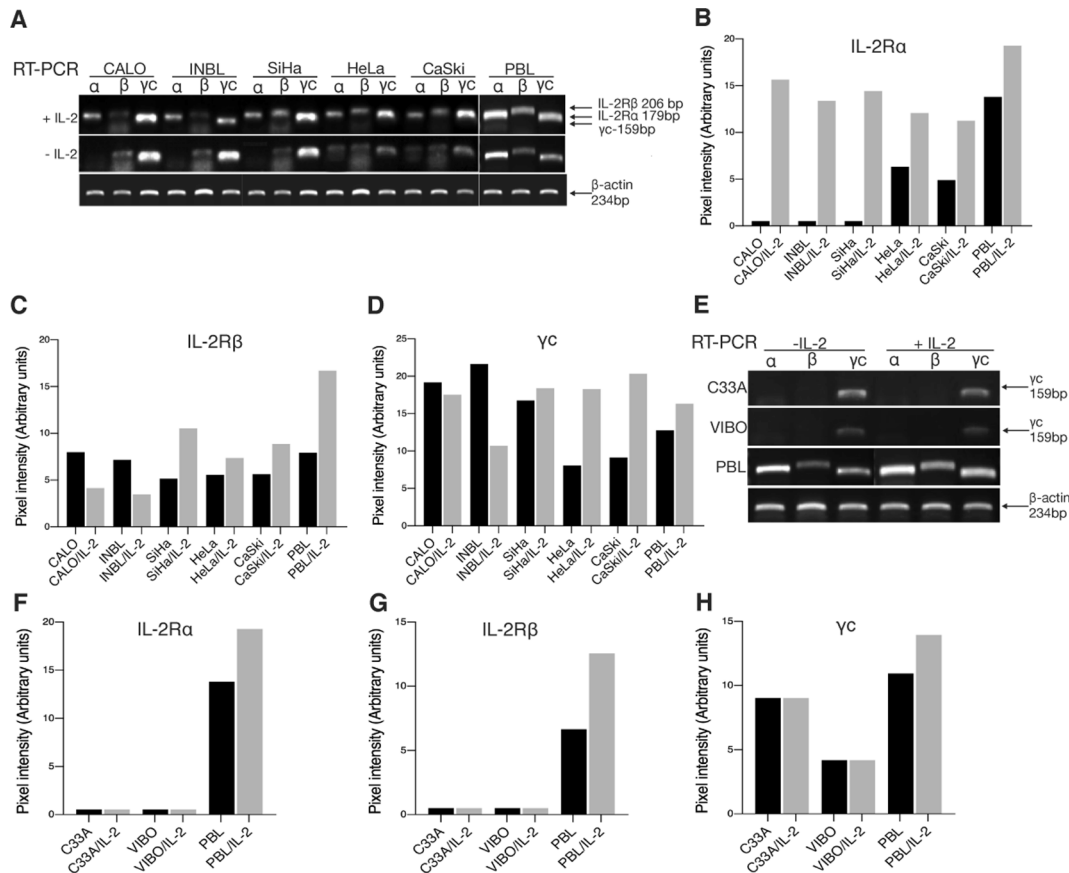 A
RT-PCR
CALO INBL SiHa HeLa CaSki PBL
α β γc α β γc α β γc α β γc α β γc α β γc
+ IL-2
IL-2Rβ 206 bp
IL-2Rα 179bp
γc-159bp
- IL-2
β-actin
234bp
B
IL-2Rα
Pixel intensity (Arbitrary units)
20
15
10
5
0
CALO
CALO/IL-2
INBL
INBL/IL-2
SiHa
SiHa/IL-2
HeLa
HeLa/IL-2
CaSki
CaSki/IL-2
PBL
PBL/IL-2
C
IL-2Rβ
Pixel intensity (Arbitrary units)
20
15
10
5
0
CALO
CALO/IL-2
INBL
INBL/IL-2
SiHa
SiHa/IL-2
HeLa
HeLa/IL-2
CaSki
CaSki/IL-2
PBL
PBL/IL-2
D
γc
Pixel intensity (Arbitrary units)
25
20
15
10
5
0
CALO
CALO/IL-2
INBL
INBL/IL-2
SiHa
SiHa/IL-2
HeLa
HeLa/IL-2
CaSki
CaSki/IL-2
PBL
PBL/IL-2
E
RT-PCR
-IL-2 + IL-2
α β γc α β γc
C33A
γc
159bp
VIBO
γc
159bp
PBL
β-actin
234bp
F
IL-2Rα
Pixel intensity (Arbitrary units)
20
15
10
5
0
C33A
C33A/IL-2
VIBO
VIBO/IL-2
PBL
PBL/IL-2
G
IL-2Rβ
Pixel intensity (Arbitrary units)
15
10
5
0
C33A
C33A/IL-2
VIBO
VIBO/IL-2
PBL
PBL/IL-2
H
γc
Pixel intensity (Arbitrary units)
15
10
5
0
C33A
C33A/IL-2
VIBO
VIBO/IL-2
PBL
PBL/IL-2